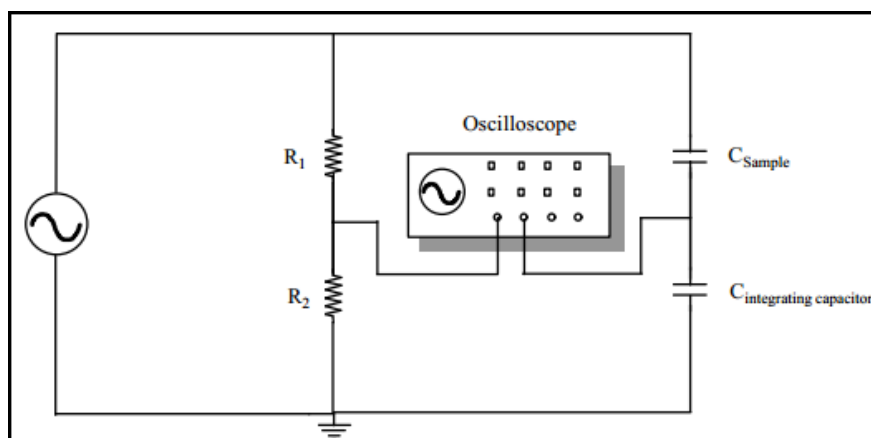 Oscilloscope
R1
CSample
R2
Cintegrating capacitor